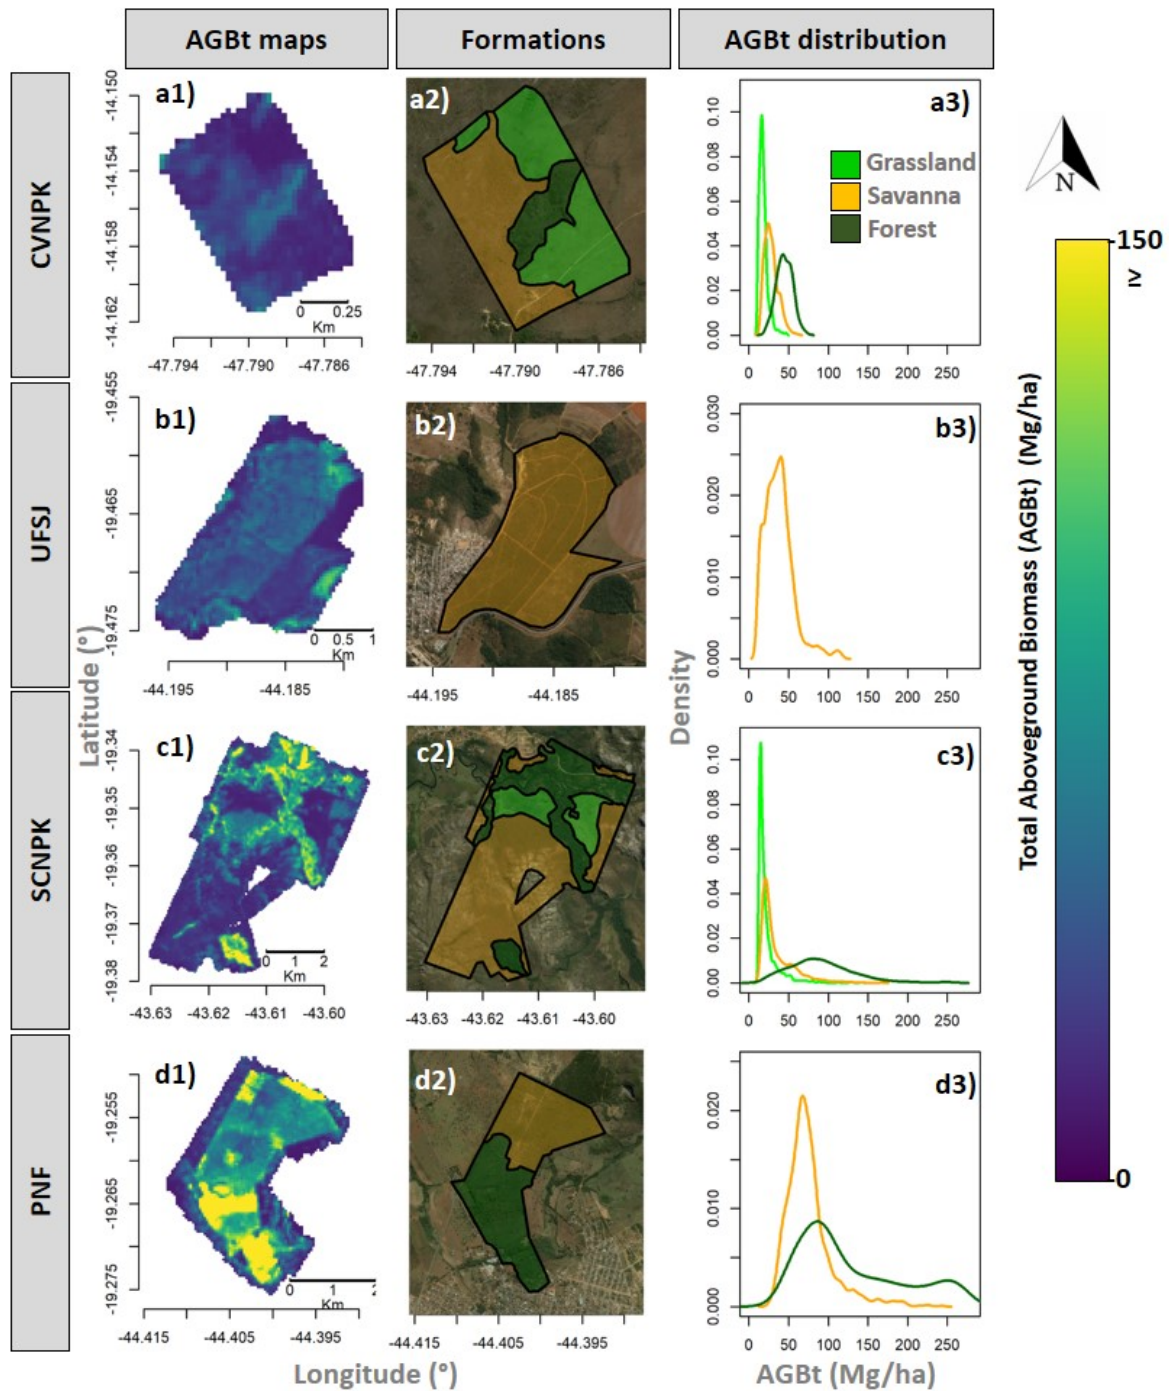 AGBt maps
Formations
AGBt distribution
CVNPK
a1)
-14.150
-14.154
-14.158
-14.162
0 0.25
Km
-47.794 -47.790 -47.786
a2)
-47.794 -47.790 -47.786
a3)
Grassland
Savanna
Forest
0.00 0.02 0.04 0.06 0.08 0.10
0 50 100 150 200 250
N
UFSJ
b1)
-19.455
-19.465
-19.475
0 0.5 1
Km
-44.195 -44.185
b2)
-44.195 -44.185
b3)
0.000 0.010 0.020 0.030
0 50 100 150 200 250
SCNPK
c1)
-19.34
-19.35
-19.36
-19.37
-19.38
0 1 2
Km
-43.63 -43.62 -43.61 -43.60
c2)
-43.63 -43.62 -43.61 -43.60
c3)
0.00 0.02 0.04 0.06 0.08 0.10
0 50 100 150 200 250
PNF
d1)
-19.255
-19.265
-19.275
0 1 2
Km
-44.415 -44.405 -44.395
d2)
-44.415 -44.405 -44.395
d3)
0.000 0.010 0.020
0 50 100 150 200 250
Latitude (°)
Longitude (°)
Density
AGBt (Mg/ha)
Total Aboveground Biomass (AGBt) (Mg/ha)
150
≥
0